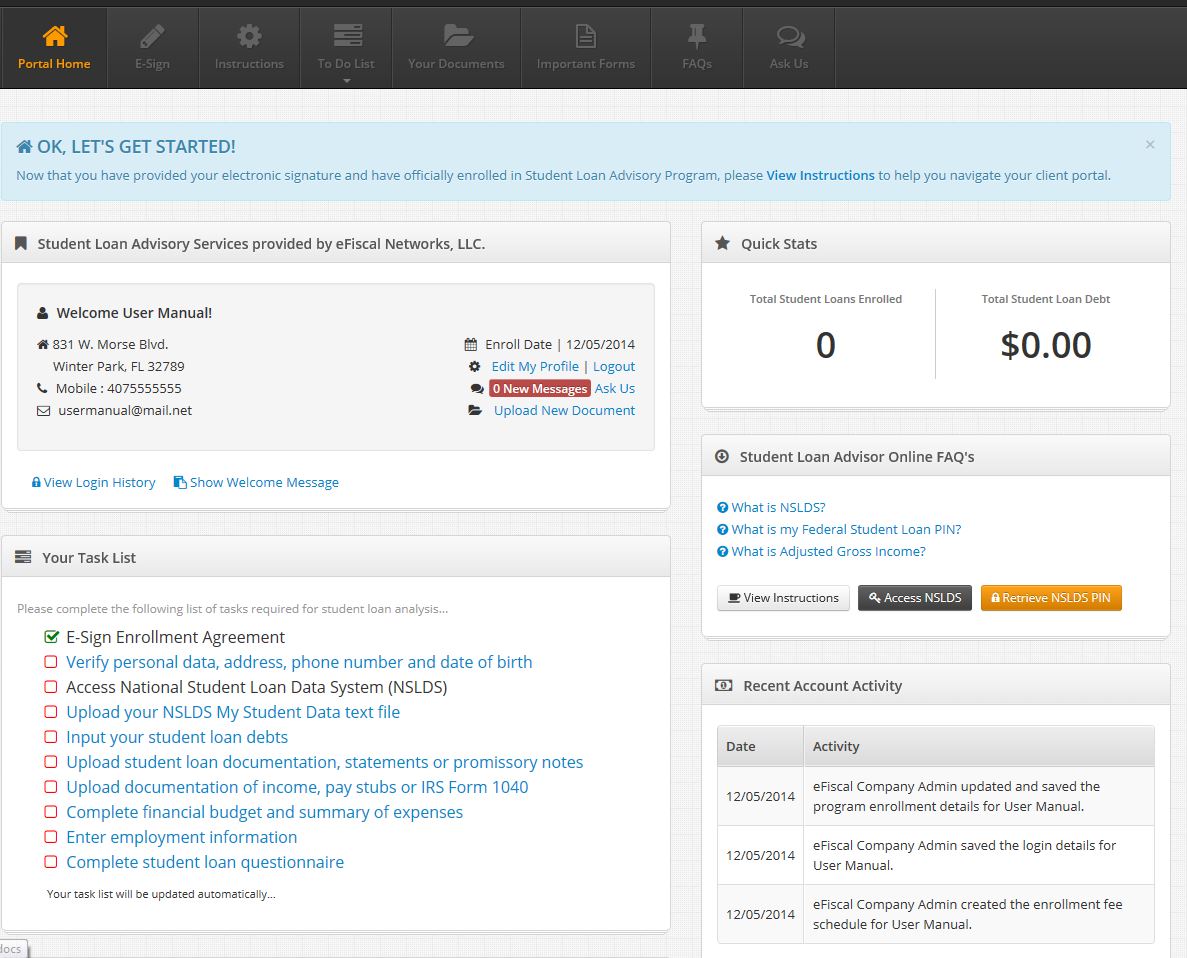 Portal Home
E-Sign
Instructions
To Do List
Your Documents
Important Forms
FAQs
Ask Us
OK, LET'S GET STARTED!
×
Now that you have provided your electronic signature and have officially enrolled in Student Loan Advisory Program, please View Instructions to help you navigate your client portal.
Student Loan Advisory Services provided by eFiscal Networks, LLC.
Welcome User Manual!
831 W. Morse Blvd.
Winter Park, FL 32789
Mobile : 4075555555
usermanual@mail.net
Enroll Date | 12/05/2014
Edit My Profile | Logout
0 New Messages Ask Us
Upload New Document
View Login History
Show Welcome Message
Your Task List
Please complete the following list of tasks required for student loan analysis...
E-Sign Enrollment Agreement
Verify personal data, address, phone number and date of birth
Access National Student Loan Data System (NSLDS)
Upload your NSLDS My Student Data text file
Input your student loan debts
Upload student loan documentation, statements or promissory notes
Upload documentation of income, pay stubs or IRS Form 1040
Complete financial budget and summary of expenses
Enter employment information
Complete student loan questionnaire
Your task list will be updated automatically...
docs
Quick Stats
Total Student Loans Enrolled
0
Total Student Loan Debt
$0.00
Student Loan Advisor Online FAQ's
What is NSLDS?
What is my Federal Student Loan PIN?
What is Adjusted Gross Income?
View Instructions
Access NSLDS
Retrieve NSLDS PIN
Recent Account Activity
Date
Activity
12/05/2014
eFiscal Company Admin updated and saved the
program enrollment details for User Manual.
12/05/2014
eFiscal Company Admin saved the login details for
User Manual.
12/05/2014
eFiscal Company Admin created the enrollment fee
schedule for User Manual.